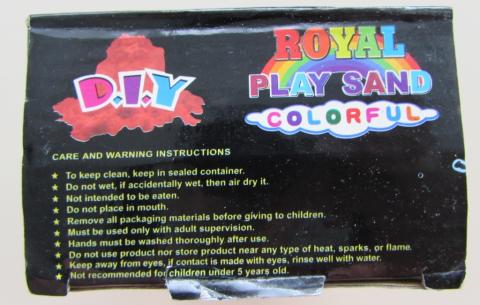 D.I.Y
ROYAL
PLAY SAND
COLORFUL
CARE AND WARNING INSTRUCTIONS
★ To keep clean, keep in sealed container.
★ Do not wet, if accidentally wet, then air dry it.
★ Not intended to be eaten.
★ Do not place in mouth.
★ Remove all packaging materials before giving to children.
★ Must be used only with adult supervision.
★ Hands must be washed thoroughly after use.
★ Do not use product nor store product near any type of heat, sparks, or flame.
★ Keep away from eyes, if contact is made with eyes, rinse well with water.
★ Not recommended for children under 5 years old.